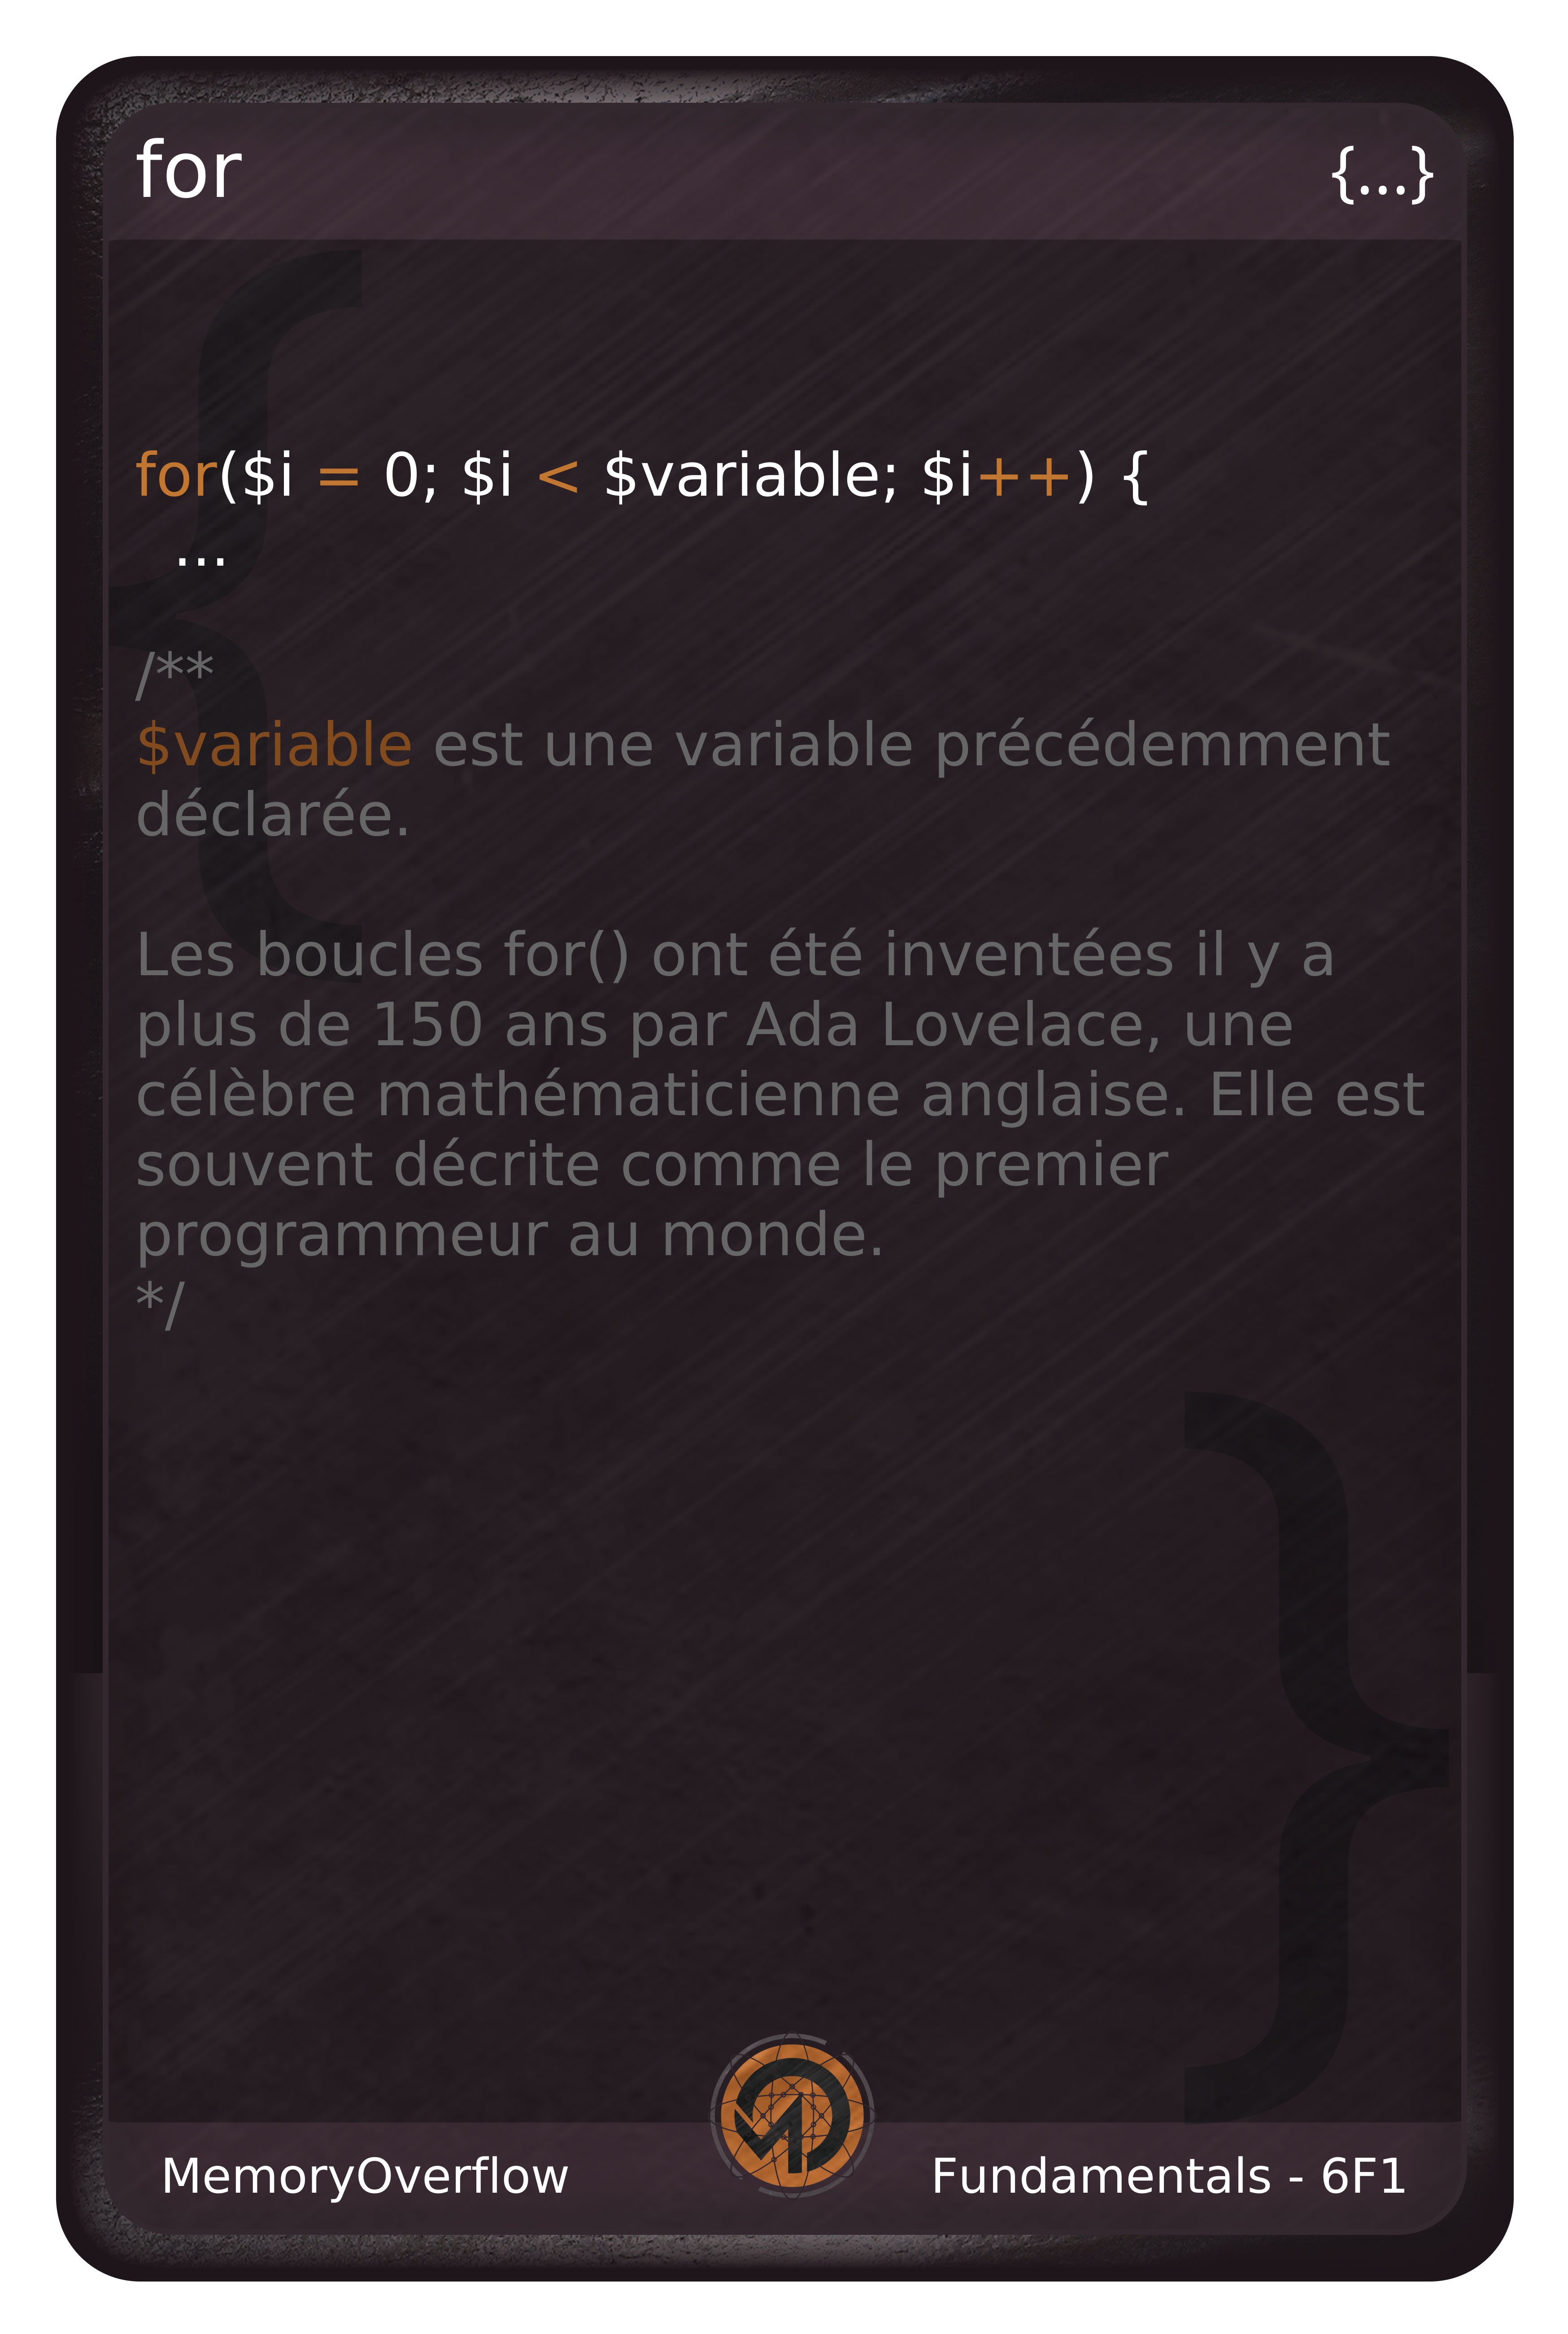 for
{...}
for($i = 0; $i < $variable; $i++) {
...
/**
$variable est une variable précédemment
déclarée.
Les boucles for() ont été inventées il y a
plus de 150 ans par Ada Lovelace, une
célèbre mathématicienne anglaise. Elle est
souvent décrite comme le premier
programmeur au monde.
*/
MemoryOverflow
Fundamentals - 6F1